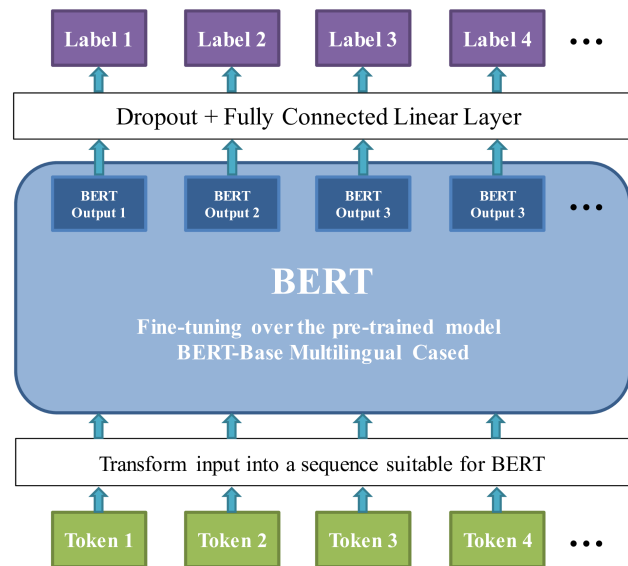 Label 1 Label 2 Label 3 Label 4 •••
Dropout + Fully Connected Linear Layer
BERT Output 1 BERT Output 2 BERT Output 3 BERT Output 3 •••
BERT
Fine-tuning over the pre-trained model
BERT-Base Multilingual Cased
Transform input into a sequence suitable for BERT
Token 1 Token 2 Token 3 Token 4 •••